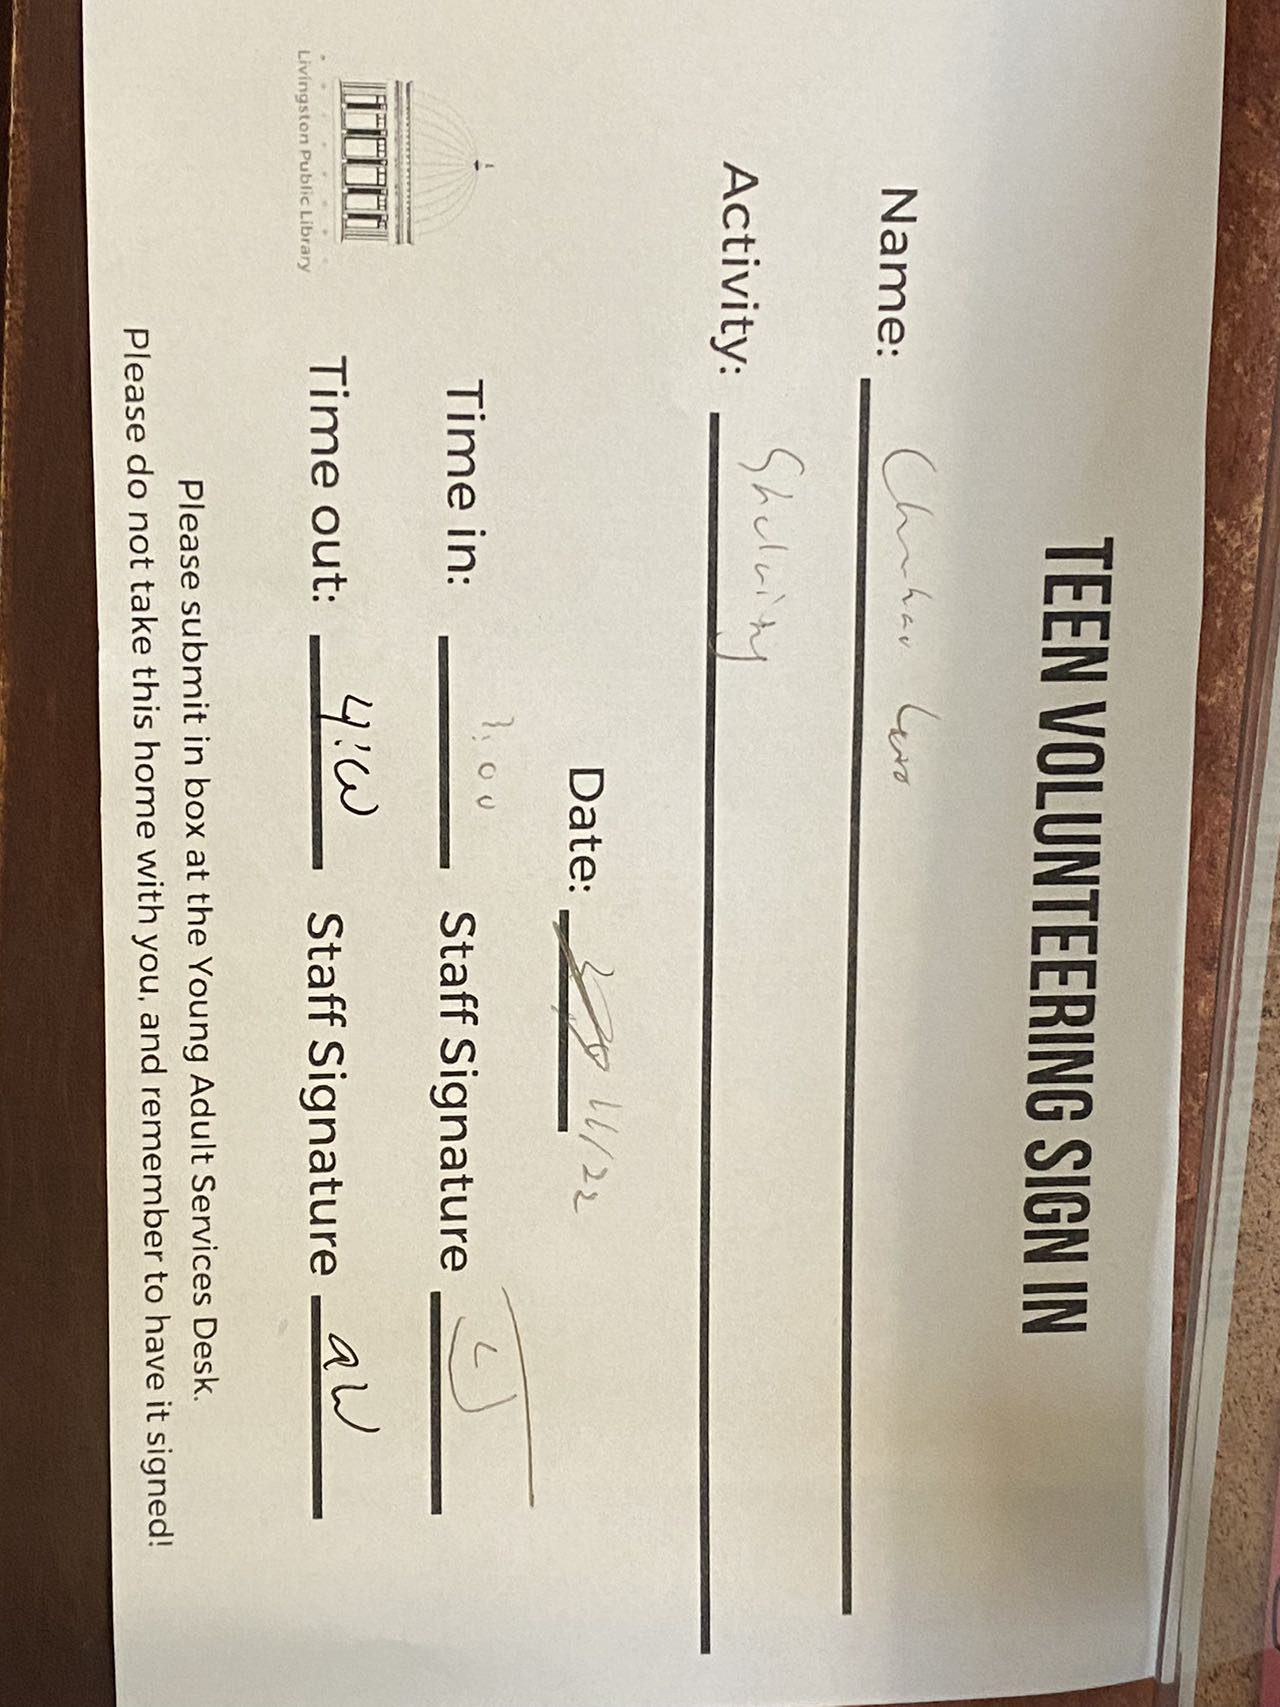 TEEN VOLUNTEERING SIGN IN
Name:
Activity: Shelving
Date: 11/22
Time in: 3:00 Staff Signature
Time out: 4:00 Staff Signature aW
Please submit in box at the Young Adult Services Desk.
Please do not take this home with you, and remember to have it signed!
Livingston Public Library